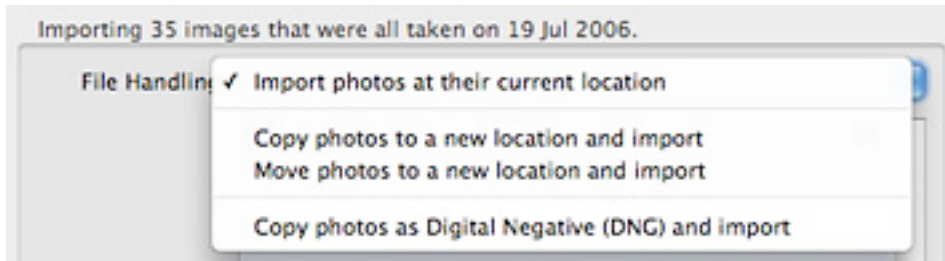 Importing 35 images that were all taken on 19 Jul 2006.
File Handling ✓ Import photos at their current location
Copy photos to a new location and import
Move photos to a new location and import
Copy photos as Digital Negative (DNG) and import